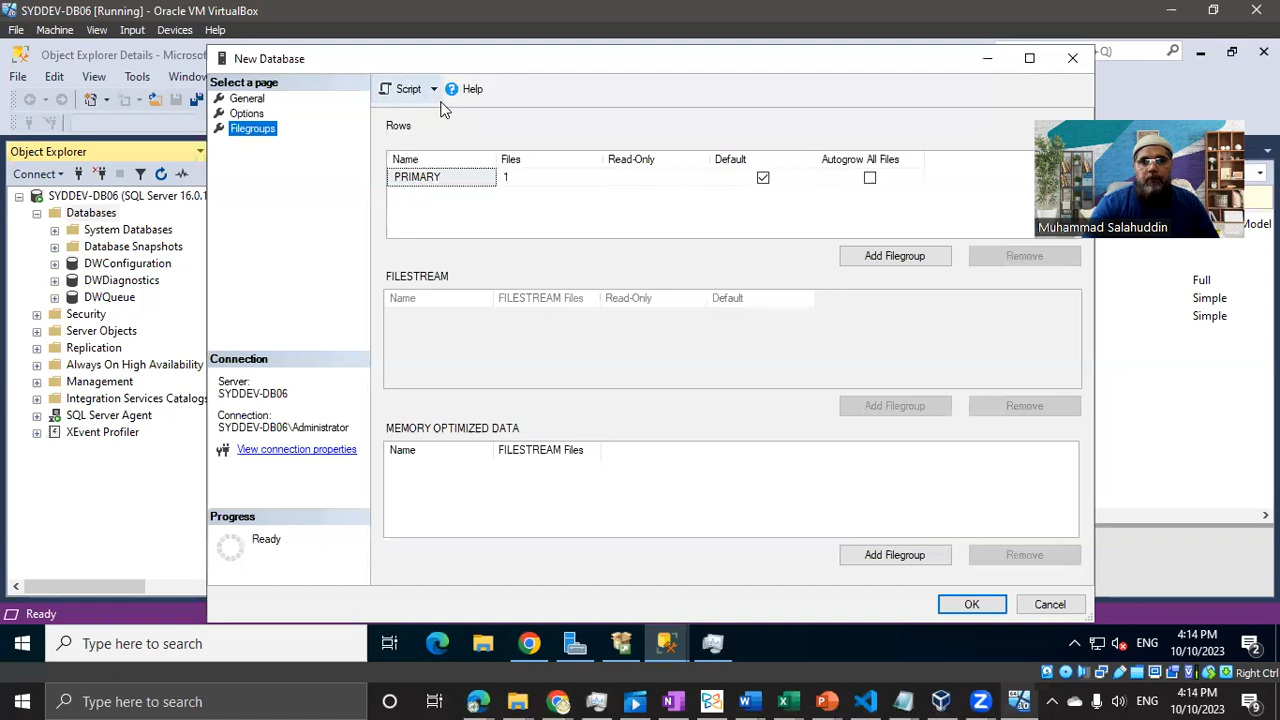 SYDDEV-DB06 [Running] - Oracle VM VirtualBox
File Machine View Input Devices Help
Object Explorer Details - Microsof
New Database
Q)
File Edit View Tools Window
Select a page
General
Options
Filegroups
Script Help
Rows
Name Files Read-Only Default Autogrow All Files
PRIMARY 1
Add Filegroup Remove
FILESTREAM
Name FILESTREAM Files Read-Only Default
Add Filegroup Remove
MEMORY OPTIMIZED DATA
Name FILESTREAM Files
Add Filegroup Remove
OK Cancel
Object Explorer
Connect
SYDDEV-DB06 (SQL Server 16.0.1
Databases
System Databases
Database Snapshots
DWConfiguration
DWDiagnostics
DWQueue
Security
Server Objects
Replication
Always On High Availability
Management
Integration Services Catalogs
SQL Server Agent
XEvent Profiler
Connection
Server:
SYDDEV-DB06
Connection:
SYDDEV-DB06\Administrator
View connection properties
Progress
Ready
Muhammad Salahuddin
Model
Full
Simple
Simple
Ready
Type here to search
ENG
4:14 PM
10/10/2023
2
Right Ctrl
Type here to search
ENG
4:14 PM
10/10/2023
2